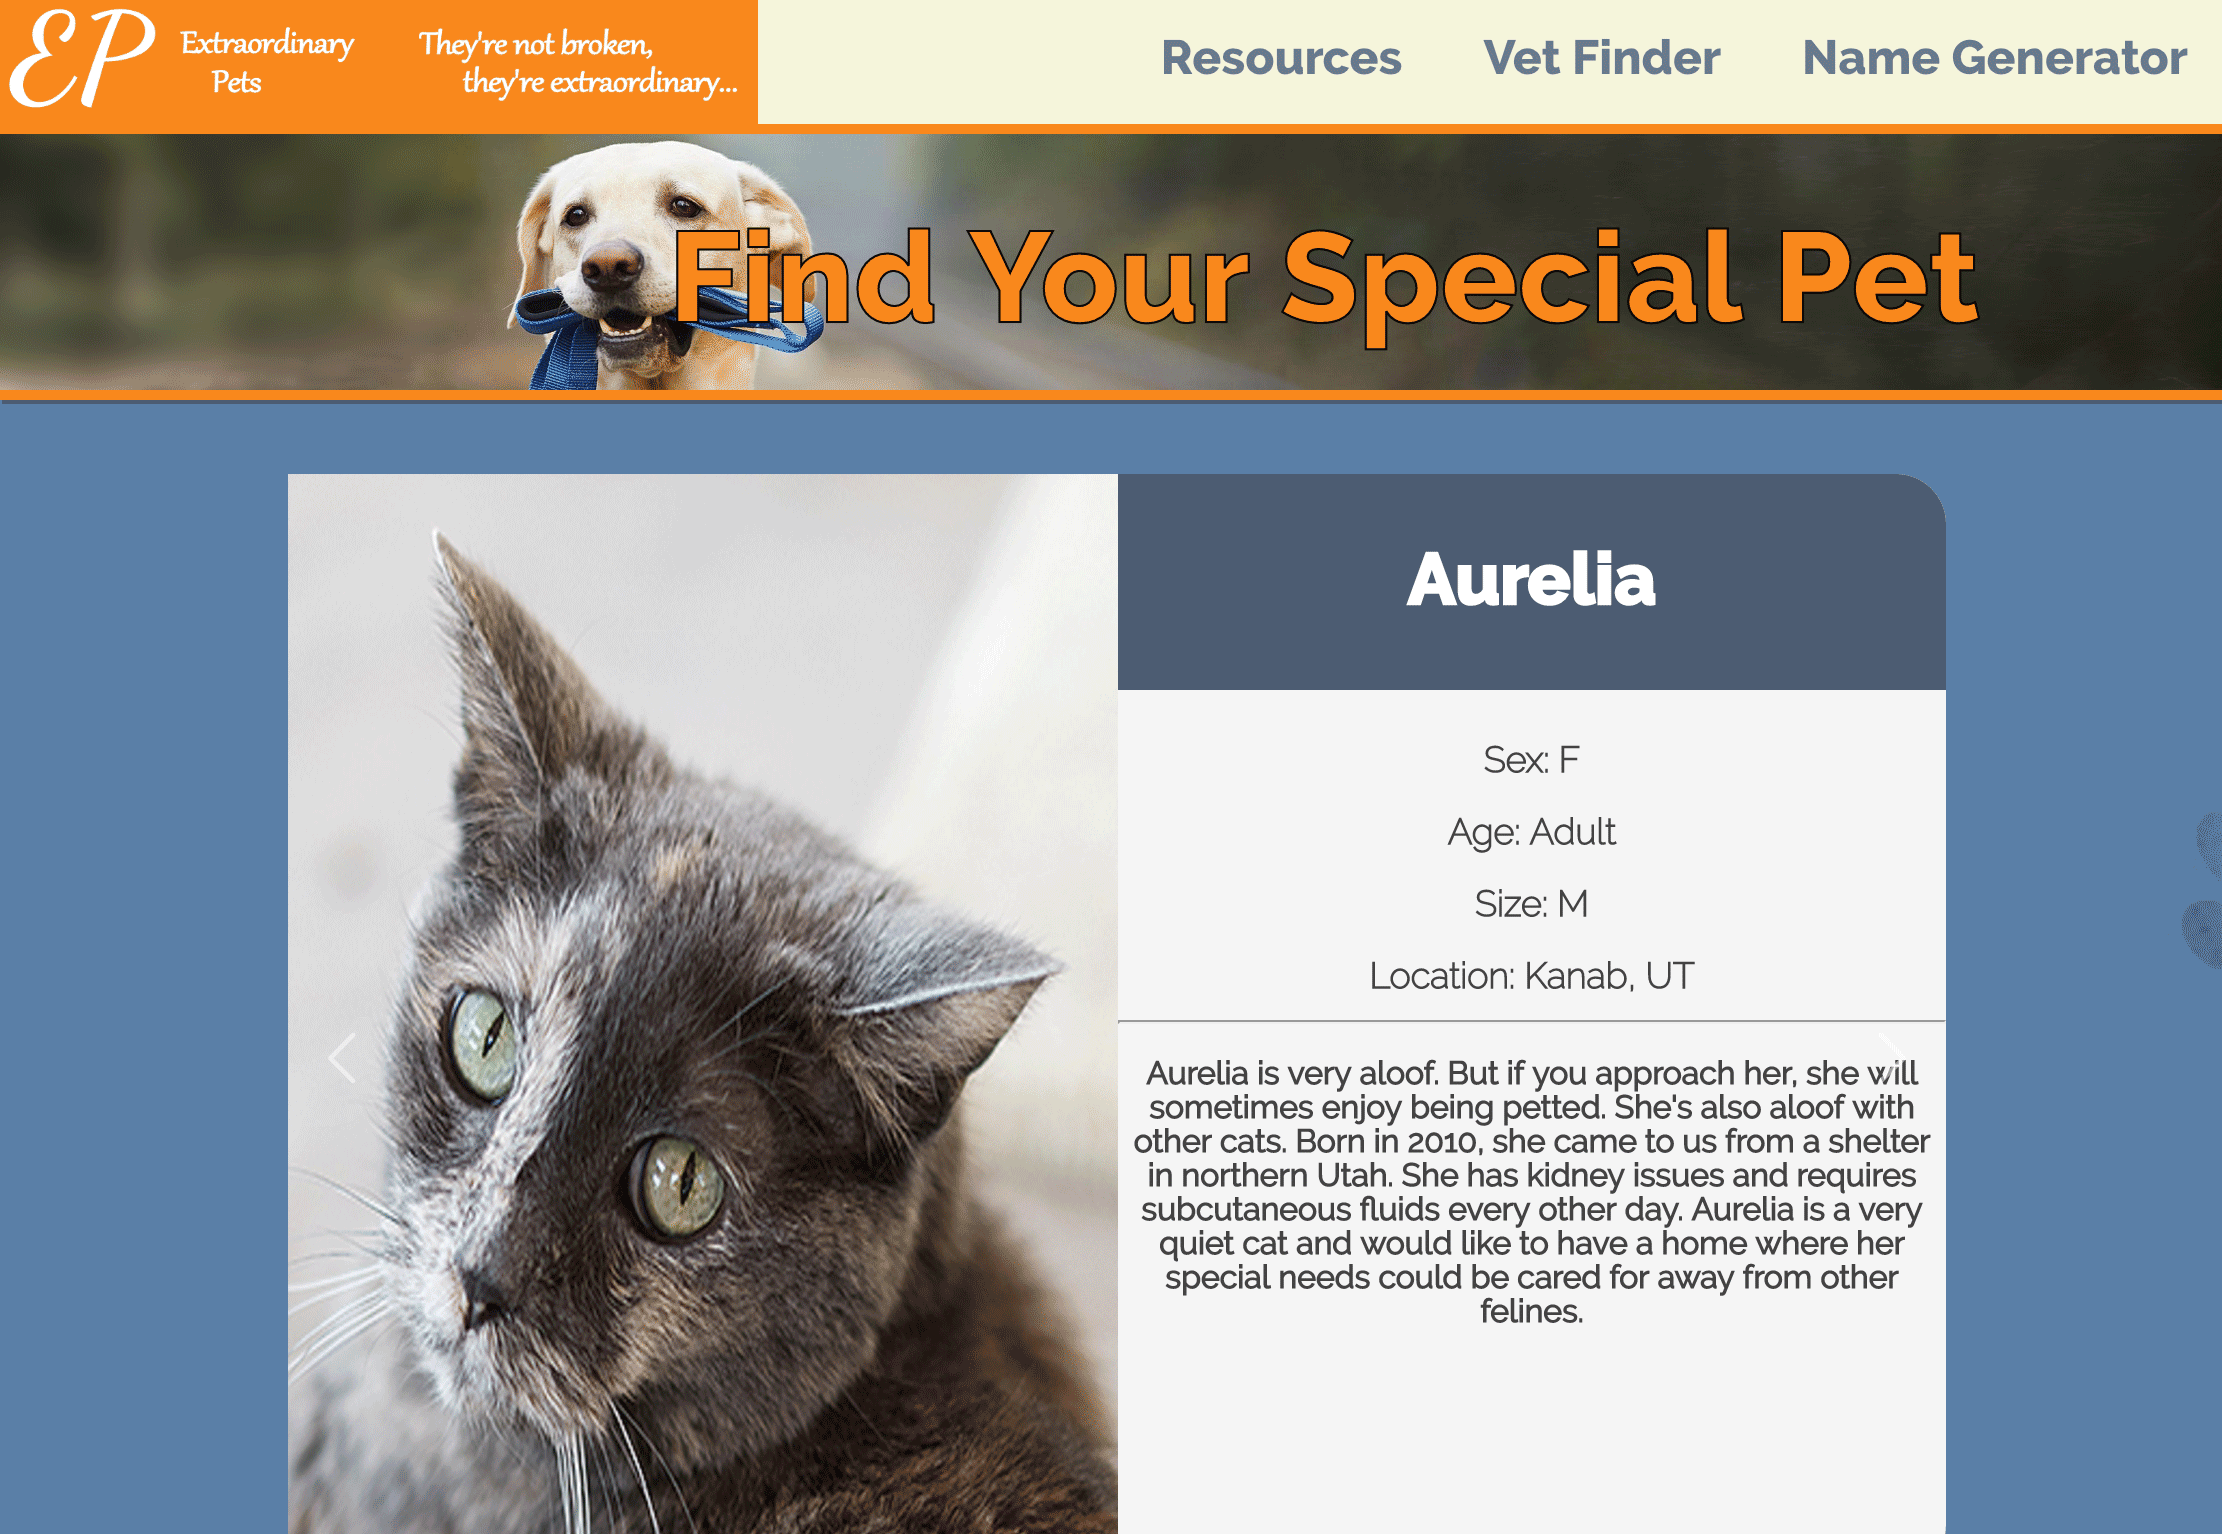 EP
Extraordinary
Pets
They're not broken,
they're extraordinary...
Resources
Vet Finder
Name Generator
Find Your Special Pet
Aurelia
Sex: F
Age: Adult
Size: M
Location: Kanab, UT
Aurelia is very aloof. But if you approach her, she will
sometimes enjoy being petted. She's also aloof with
other cats. Born in 2010, she came to us from a shelter
in northern Utah. She has kidney issues and requires
subcutaneous fluids every other day. Aurelia is a very
quiet cat and would like to have a home where her
special needs could be cared for away from other
felines.